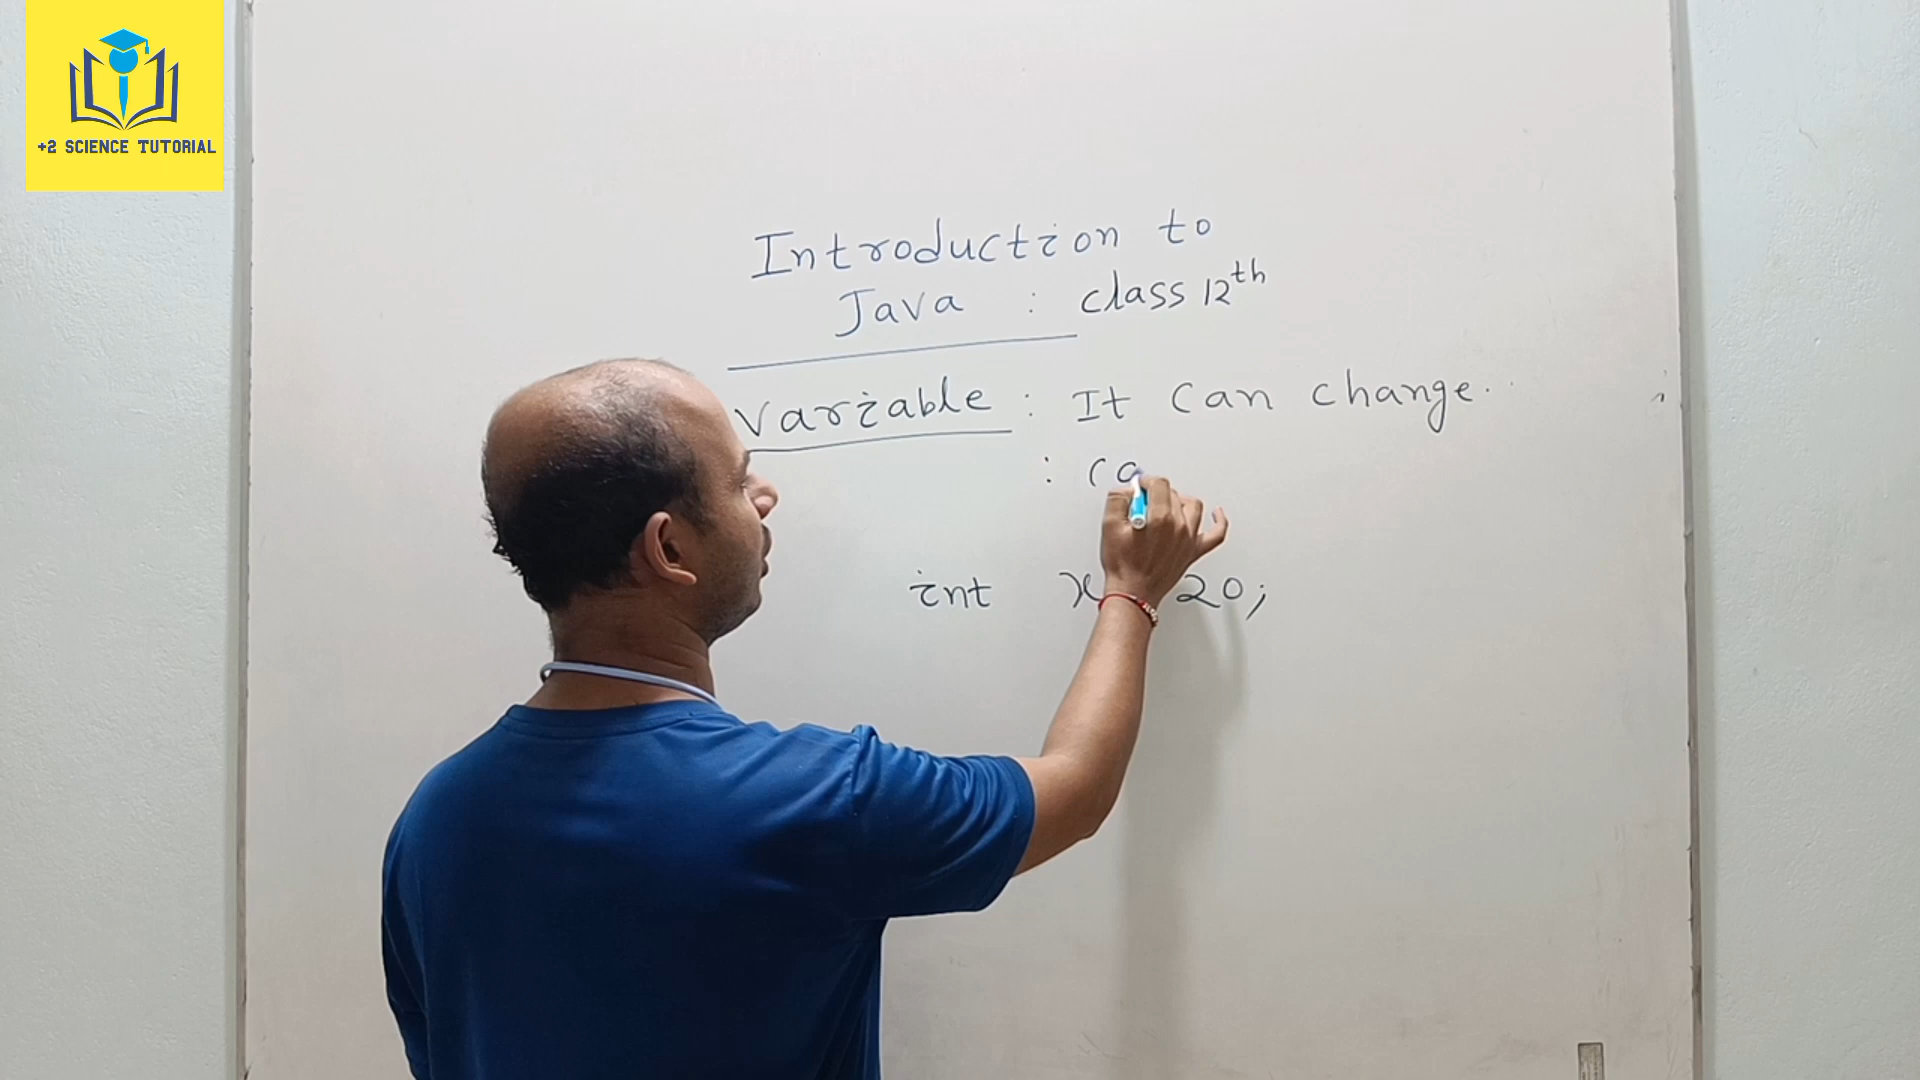 +2 SCIENCE TUTORIAL
Introduction to
Java : class 12th
Variable : It can change.
: ca
int x 20;